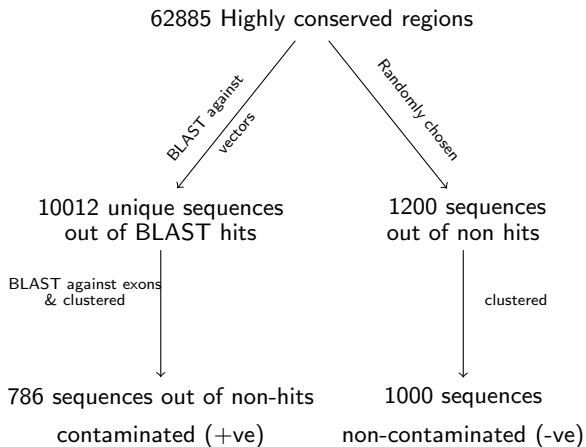 62885 Highly conserved regions
BLAST against
vectors
Randomly chosen
10012 unique sequences
out of BLAST hits
1200 sequences
out of non hits
BLAST against exons
& clustered
clustered
786 sequences out of non-hits
contaminated (+ve)
1000 sequences
non-contaminated (-ve)